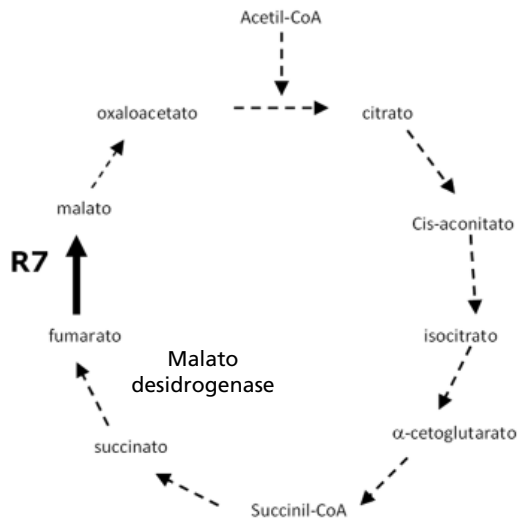 Acetil-CoA
oxaloacetato
citrato
malato
Cis-aconitato
R7
fumarato
isocitrato
Malato
desidrogenase
succinato
α-cetoglutarato
Succinil-CoA